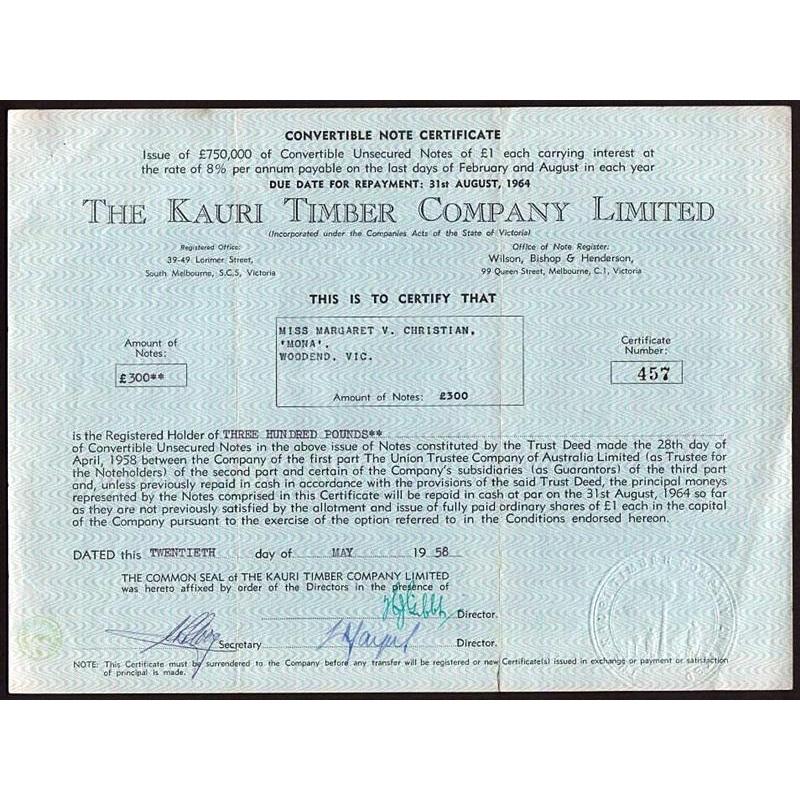 CONVERTIBLE NOTE CERTIFICATE
Issue of £750,000 of Convertible Unsecured Notes of £1 each carrying interest at
the rate of 8% per annum payable on the last days of February and August in each year
DUE DATE FOR REPAYMENT: 31st AUGUST, 1964
THE KAURI TIMBER COMPANY LIMITED
(Incorporated under the Companies Acts of the State of Victoria)
Registered Office:
39-49 Lorimer Street,
South Melbourne, S.C.5, Victoria
Office of Note Register:
Wilson, Bishop & Henderson,
99 Queen Street, Melbourne, C.1, Victoria
THIS IS TO CERTIFY THAT
Amount of
Notes:
£300**
MISS MARGARET V. CHRISTIAN,
'MONA',
WOODEND, VIC.
Amount of Notes: £300
Certificate
Number:
457
is the Registered Holder of THREE HUNDRED POUNDS**
of Convertible Unsecured Notes in the above issue of Notes constituted by the Trust Deed made the 28th day of
April, 1958 between the Company of the first part The Union Trustee Company of Australia Limited (as Trustee for
the Noteholders) of the second part and certain of the Company's subsidiaries (as Guarantors) of the third part
and, unless previously repaid in cash in accordance with the provisions of the said Trust Deed, the principal moneys
represented by the Notes comprised in this Certificate will be repaid in cash at par on the 31st August, 1964 so far
as they are not previously satisfied by the allotment and issue of fully paid ordinary shares of £1 each in the capital
of the Company pursuant to the exercise of the option referred to in the Conditions endorsed hereon.
DATED this TWENTIETH day of MAY 19 58
THE COMMON SEAL of THE KAURI TIMBER COMPANY LIMITED
was hereto affixed by order of the Directors in the presence of
Director.
Secretary
Director.
NOTE: This Certificate must be surrendered to the Company before any transfer will be registered or new Certificate(s) issued in exchange or payment or satisfaction
of principal is made.